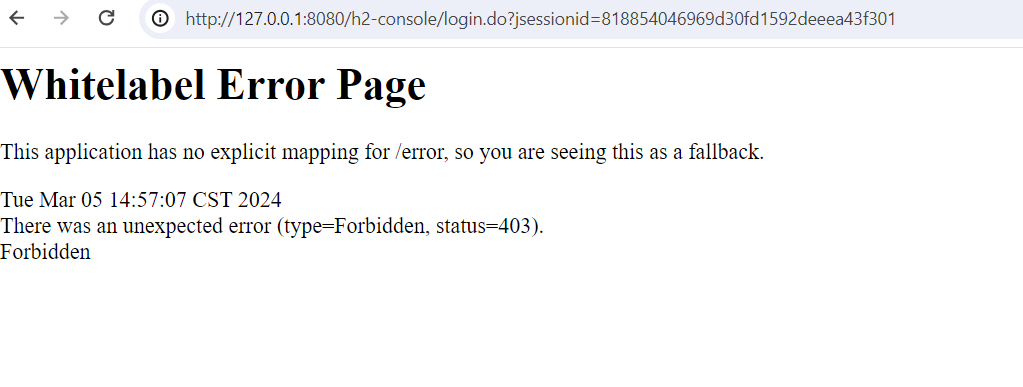 http://127.0.0.1:8080/h2-console/login.do?jsessionid=818854046969d30fd1592deeea43f301
Whitelabel Error Page
This application has no explicit mapping for /error, so you are seeing this as a fallback.
Tue Mar 05 14:57:07 CST 2024
There was an unexpected error (type=Forbidden, status=403).
Forbidden